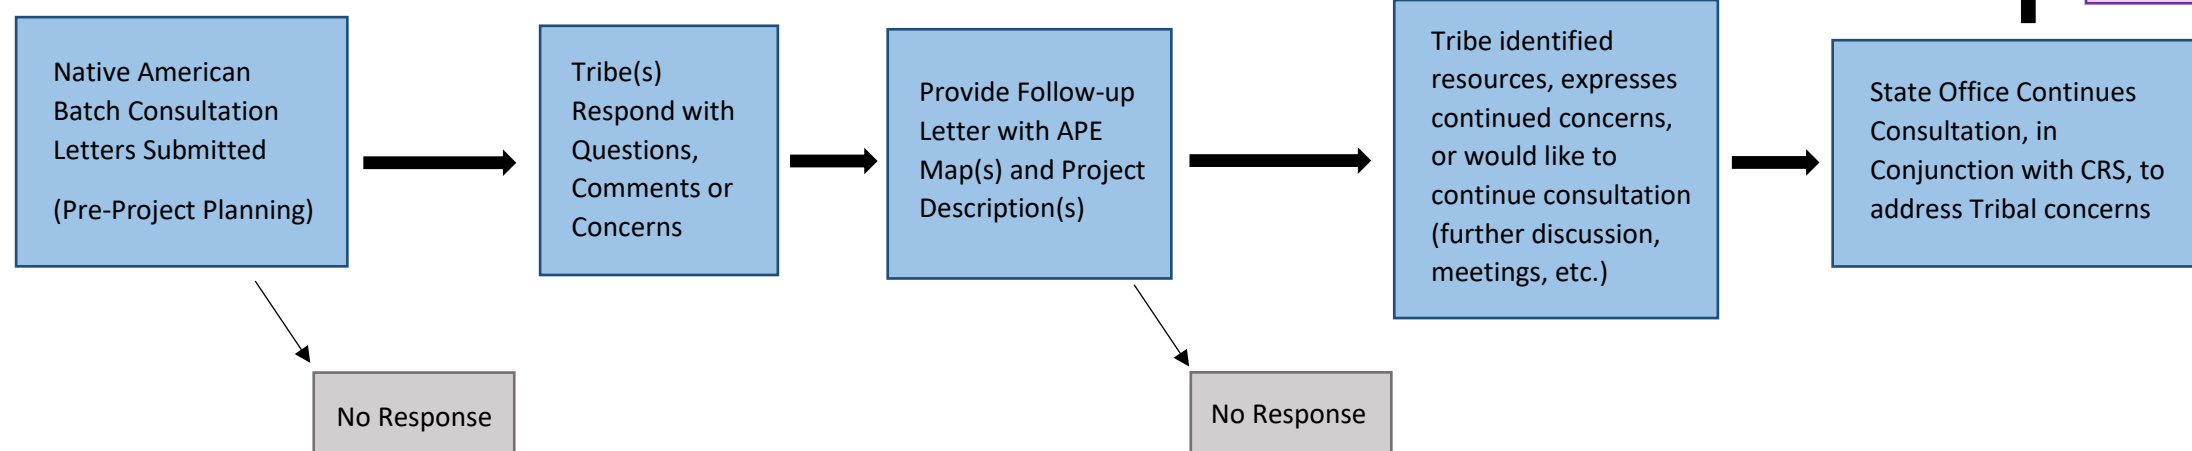 Native American
Batch Consultation
Letters Submitted
(Pre-Project Planning)
Tribe(s)
Respond with
Questions,
Comments or
Concerns
Provide Follow-up
Letter with APE
Map(s) and Project
Description(s)
Tribe identified
resources, expresses
continued concerns,
or would like to
continue consultation
(further discussion,
meetings, etc.)
State Office Continues
Consultation, in
Conjunction with CRS, to
address Tribal concerns
No Response
No Response